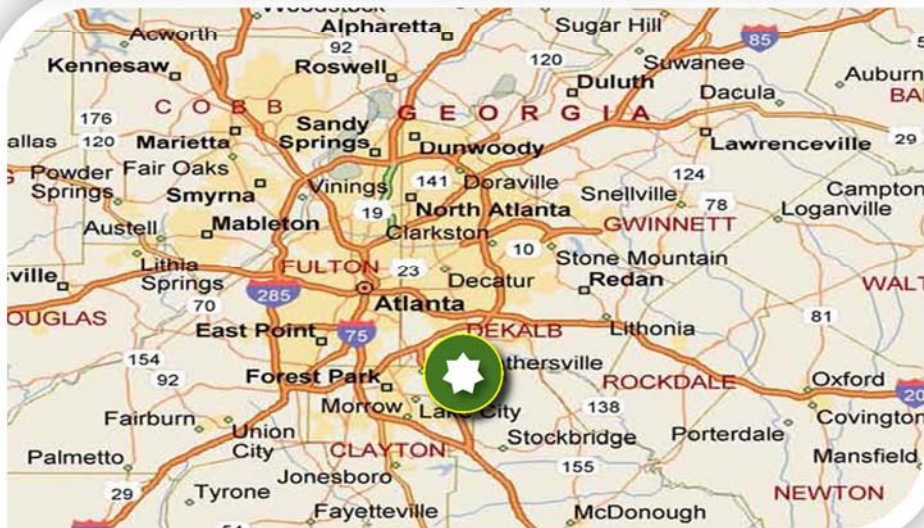 Alpharetta
Sugar Hill
Acworth
92
85
Kennesaw
Roswell
120
Suwanee
Duluth
Auburn
COBB
GEORGIA
Dacula
176
Sandy
Springs
Marietta
Dunwoody
Lawrenceville
29
120
Fair Oaks
141
Doraville
124
Powder
Springs
Smyrna
Vinings
Snellville
78
Campton
19
North Atlanta
Loganville
Austell
Mableton
Clarkston
10
GWINNETT
Lithia
Springs
FULTON
23
Stone Mountain
Decatur
Redan
285
Atlanta
70
81
East Point
75
DEKALB
Lithonia
154
thersville
92
Forest Park
ROCKDALE
Oxford
20
Morrow
Lake City
138
Covington
Fairburn
Union
City
Stockbridge
Porterdale
Palmetto
CLAYTON
Mansfield
Jonesboro
155
29
Tyrone
NEWTON
Fayetteville
McDonough